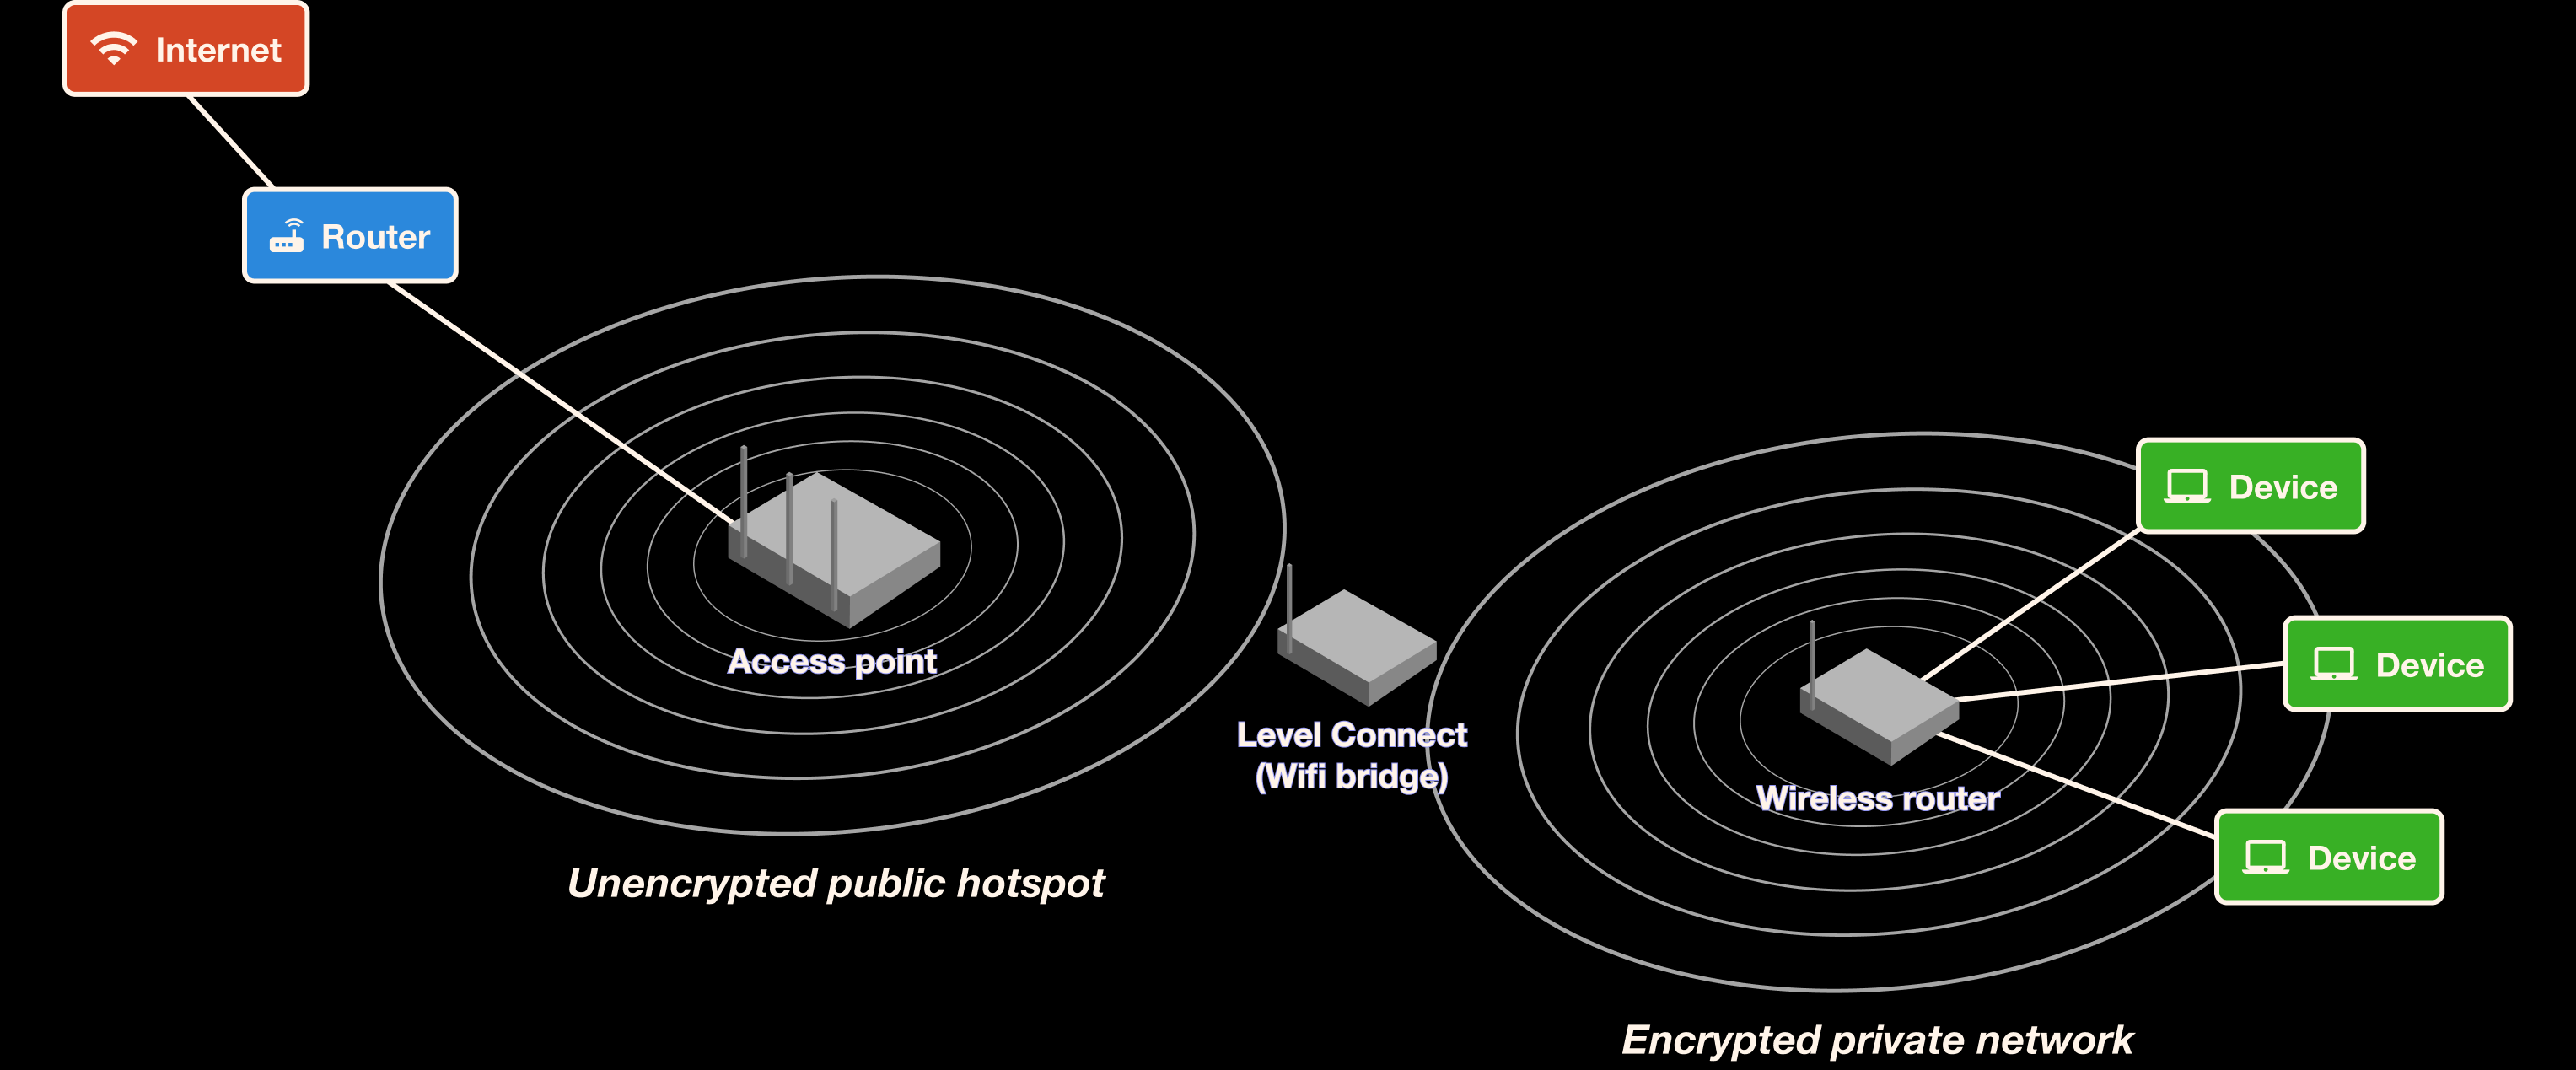 Internet
Router
Access point
Unencrypted public hotspot
Level Connect
(Wifi bridge)
Wireless router
Device
Device
Device
Encrypted private network